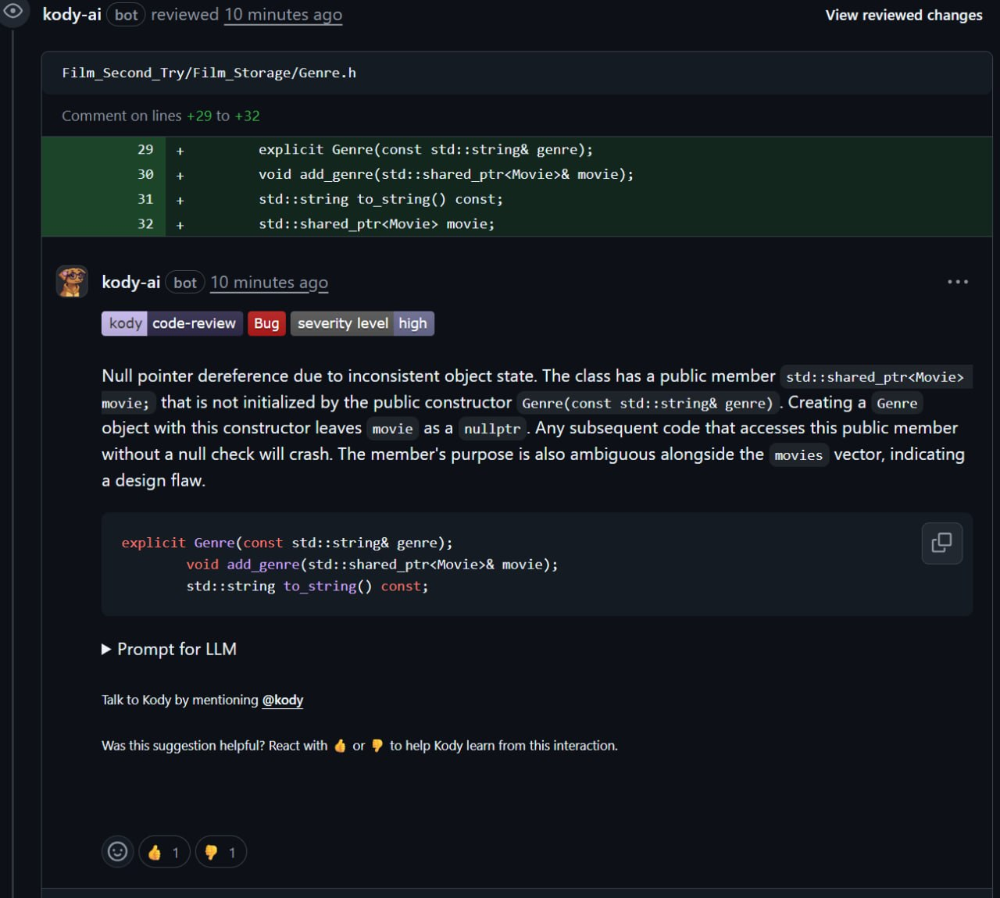 kody-ai bot reviewed 10 minutes ago View reviewed changes
Film_Second_Try/Film_Storage/Genre.h
Comment on lines +29 to +32
29 + explicit Genre(const std::string& genre);
30 + void add_genre(std::shared_ptr<Movie>& movie);
31 + std::string to_string() const;
32 + std::shared_ptr<Movie> movie;
kody-ai bot 10 minutes ago
kody code-review Bug severity level high
Null pointer dereference due to inconsistent object state. The class has a public member std::shared_ptr<Movie>
movie; that is not initialized by the public constructor Genre(const std::string& genre). Creating a Genre
object with this constructor leaves movie as a nullptr. Any subsequent code that accesses this public member
without a null check will crash. The member's purpose is also ambiguous alongside the movies vector, indicating
a design flaw.
explicit Genre(const std::string& genre);
void add_genre(std::shared_ptr<Movie>& movie);
std::string to_string() const;
Prompt for LLM
Talk to Kody by mentioning @kody
Was this suggestion helpful? React with 👍 or 👎 to help Kody learn from this interaction.
👍 1 👎 1